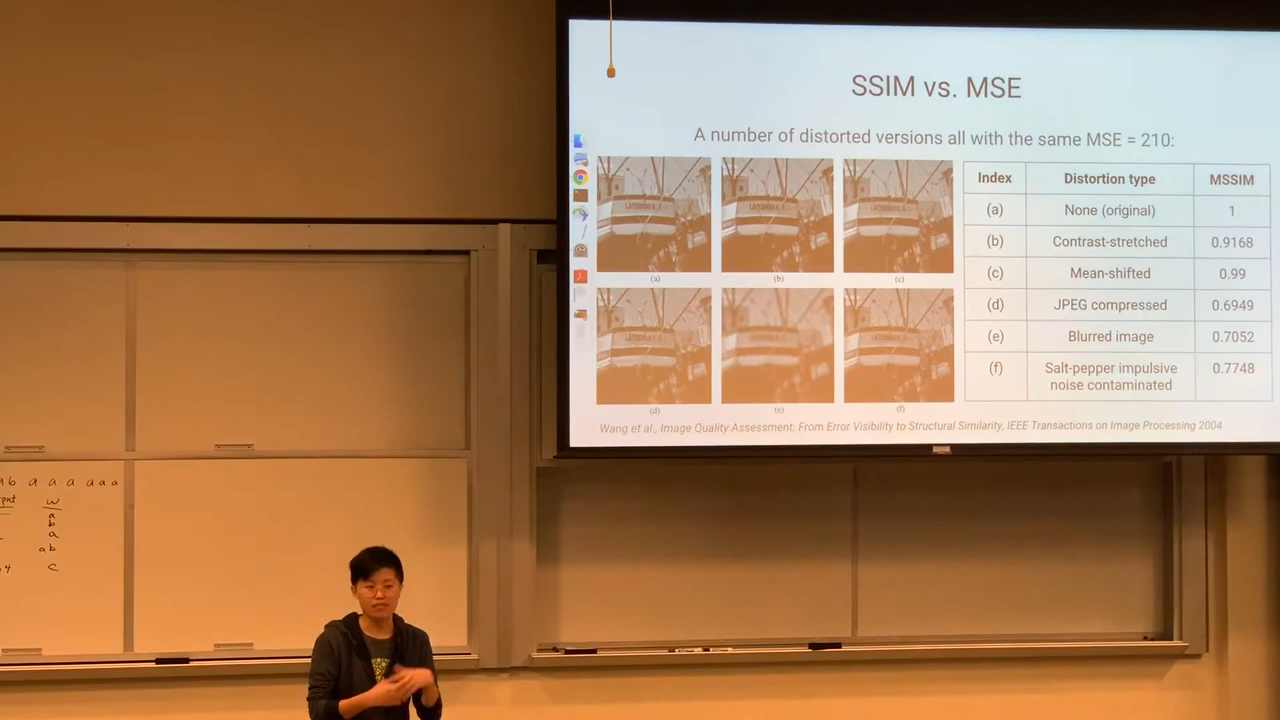 SSIM vs. MSE
A number of distorted versions all with the same MSE = 210:
(a)
(b)
(c)
(d)
(e)
(f)
Index Distortion type MSSIM
(a) None (original) 1
(b) Contrast-stretched 0.9168
(c) Mean-shifted 0.99
(d) JPEG compressed 0.6949
(e) Blurred image 0.7052
(f) Salt-pepper impulsive 0.7748
noise contaminated
Wang et al., Image Quality Assessment: From Error Visibility to Structural Similarity, IEEE Transactions on Image Processing 2004
b a a a aaa
w
a
b
a
ab
4 c